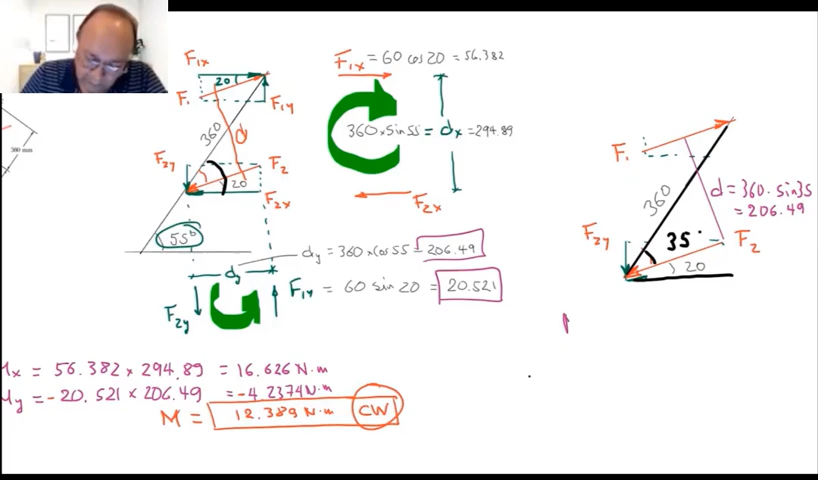 360 mm
F1x
20
F1
F1y
360
d
F2y
F2
20
F2x
55°
dy
F2y
F1y
F1x = 60 cos 20 = 56.382
360 x sin 55 = dx = 294.89
F2x
dy = 360 x cos 55 = 206.49
= 60 sin 20 = 20.521
Mx = 56.382 x 294.89 = 16.626 N·m
My = -20.521 x 206.49 = -4.2374 N·m
M = 12.389 N·m CW
F1
360
d = 360 · sin 35
= 206.49
F2y
35°
F2
20